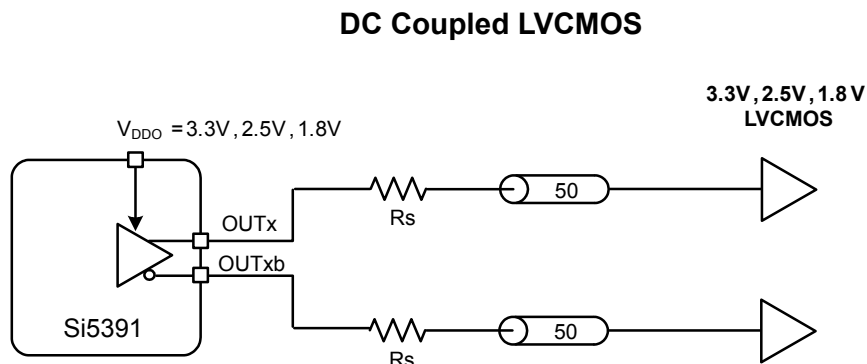 DC Coupled LVCMOS
3.3V, 2.5V, 1.8V
LVCMOS
VDDO = 3.3V, 2.5V, 1.8V
OUTx
50
Rs
OUTxb
Si5391
50
Rs